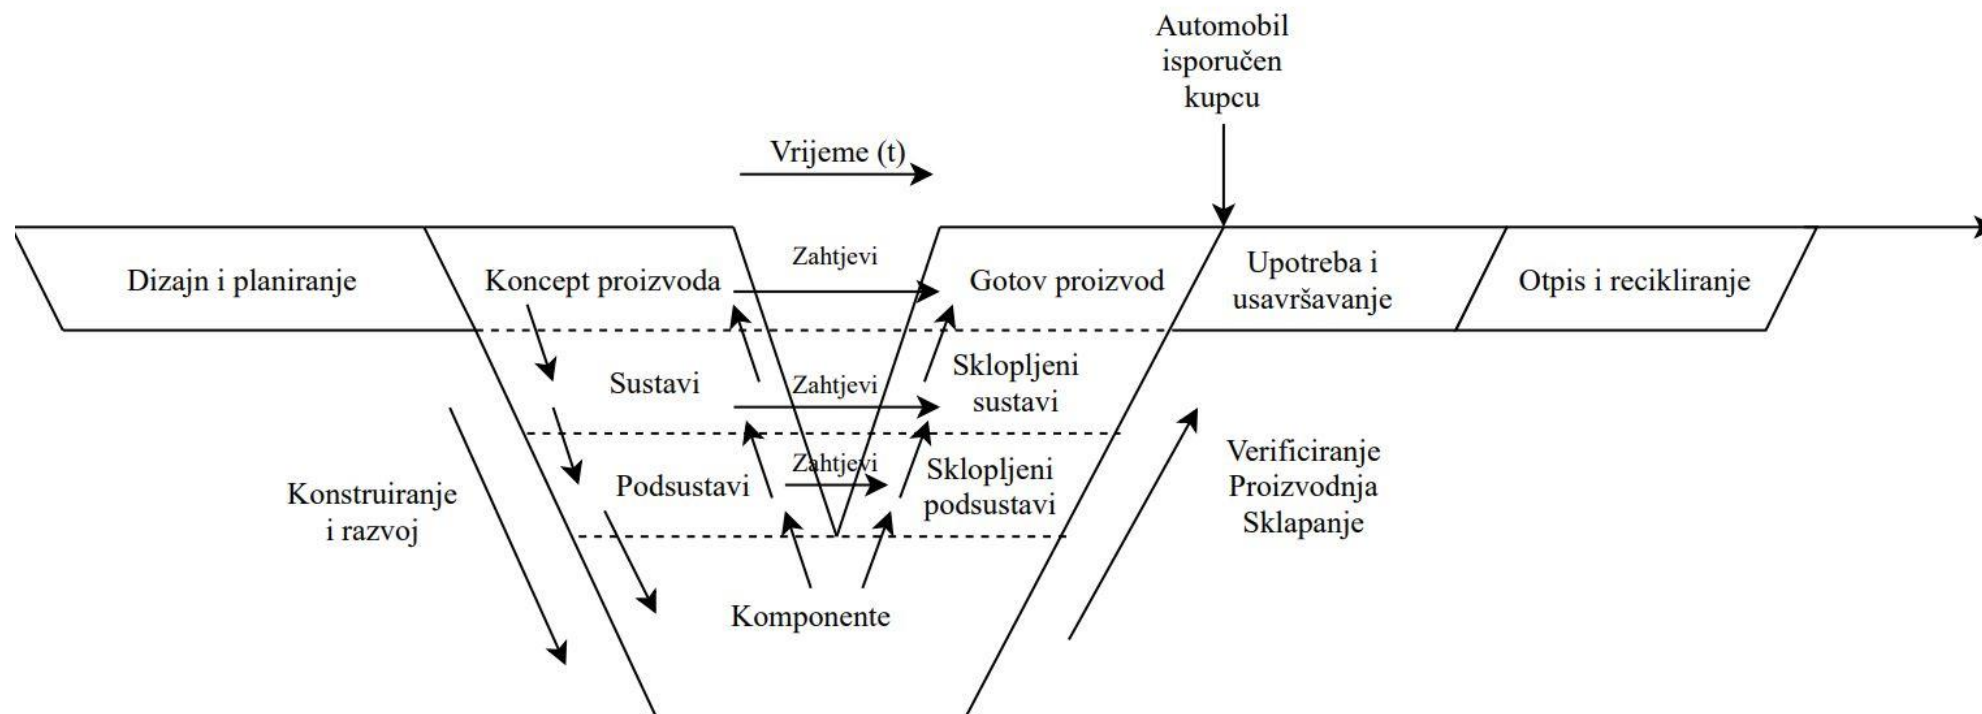 Automobil
isporučen
kupcu
Vrijeme (t)
Dizajn i planiranje
Koncept proizvoda
Zahtjevi
Gotov proizvod
Upotreba i
usavršavanje
Otpis i recikliranje
Sustavi
Zahtjevi
Sklopljeni
sustavi
Konstruiranje
i razvoj
Podsustavi
Zahtjevi
Sklopljeni
podsustavi
Verificiranje
Proizvodnja
Sklapanje
Komponente